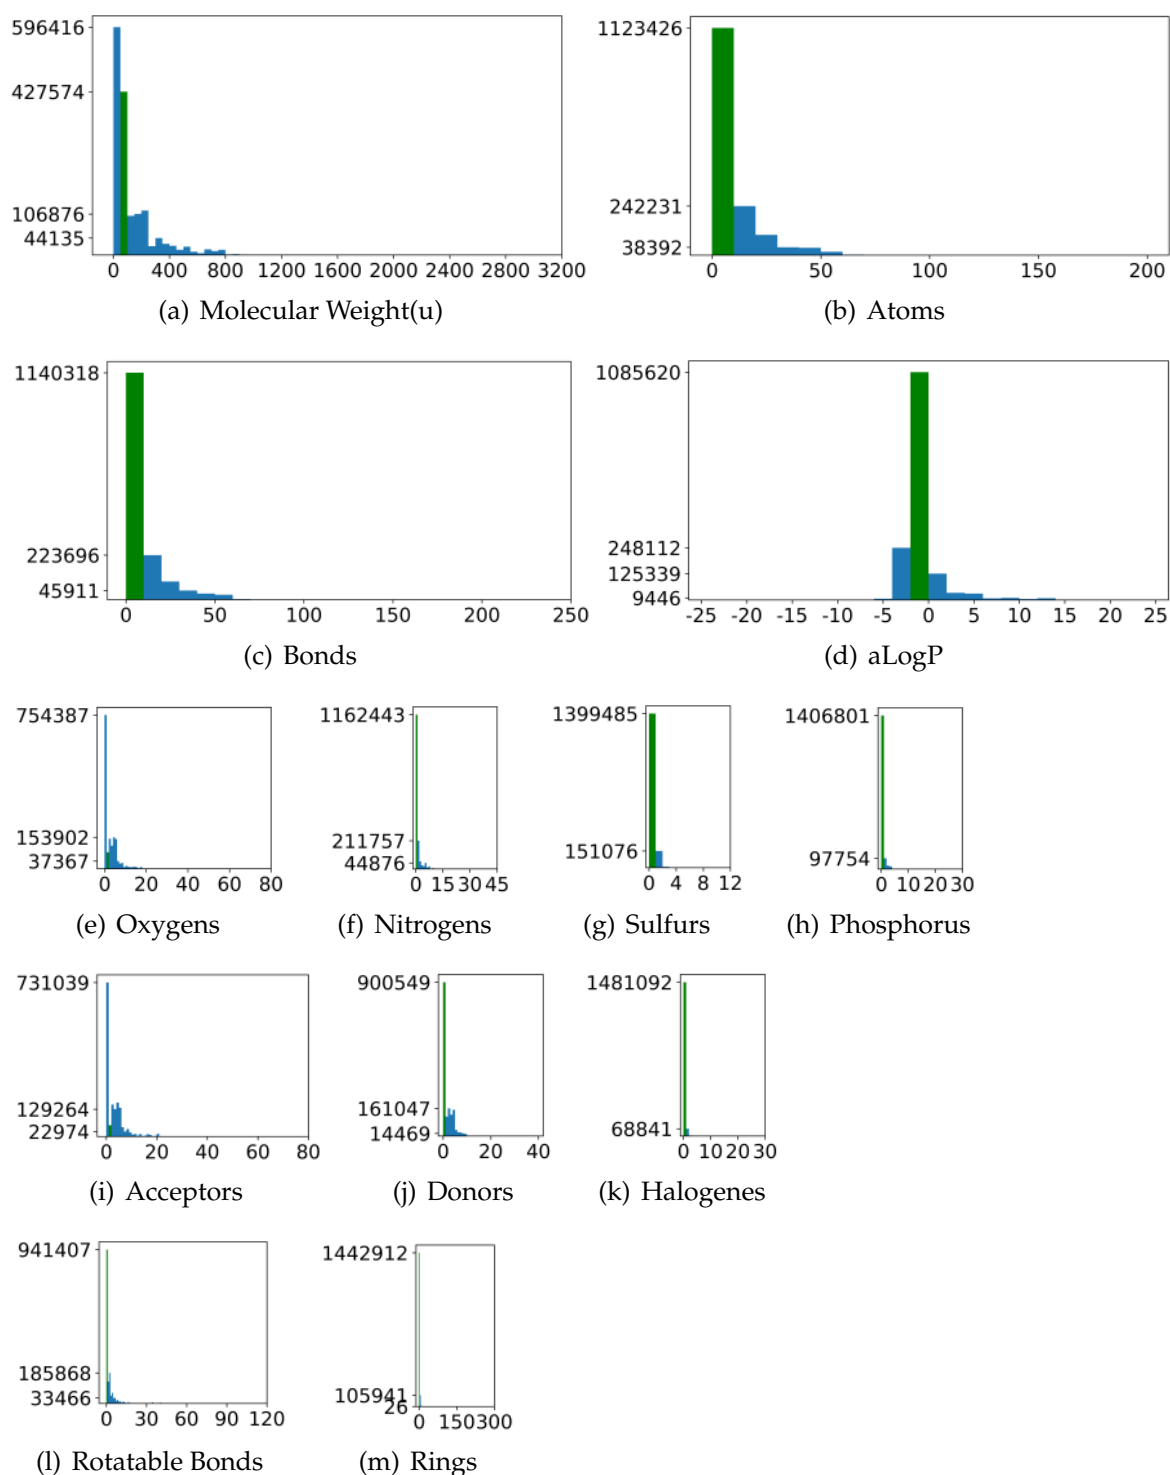 596416
427574
106876
44135
0 400 800 1200 1600 2000 2400 2800 3200
(a) Molecular Weight(u)
1123426
242231
38392
0 50 100 150 200
(b) Atoms
1140318
223696
45911
0 50 100 150 200 250
(c) Bonds
1085620
248112
125339
9446
-25 -20 -15 -10 -5 0 5 10 15 20 25
(d) aLogP
754387
153902
37367
0 20 40 60 80
(e) Oxygens
1162443
211757
44876
0 15 30 45
(f) Nitrogens
1399485
151076
0 4 8 12
(g) Sulfurs
1406801
97754
0 10 20 30
(h) Phosphorus
731039
129264
22974
0 20 40 60 80
(i) Acceptors
900549
161047
14469
0 20 40
(j) Donors
1481092
68841
0 10 20 30
(k) Halogenes
941407
185868
33466
0 30 60 90 120
(l) Rotatable Bonds
1442912
105941
26
0 150 300
(m) Rings